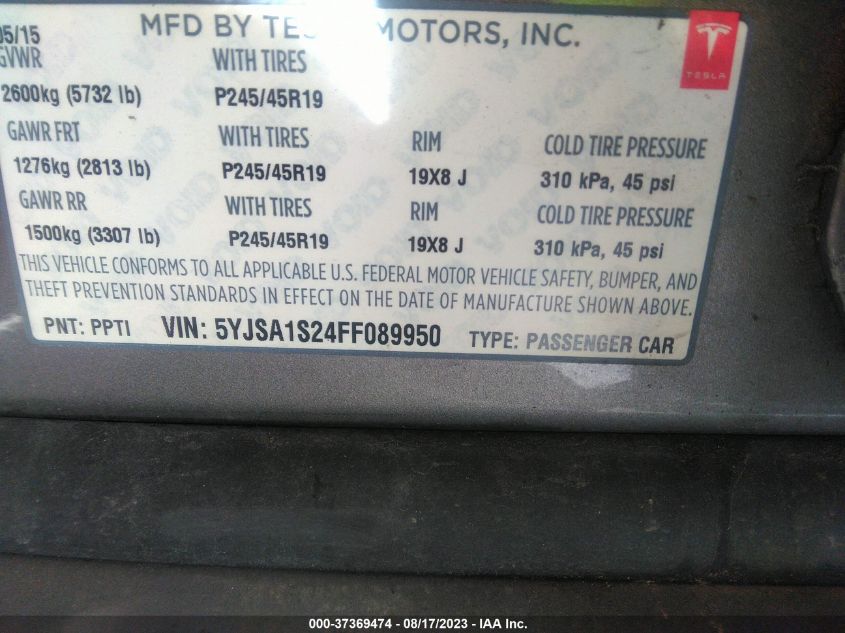 05/15 MFD BY TESLA MOTORS, INC.
GVWR WITH TIRES
TESLA
2600kg (5732 lb) P245/45R19
GAWR FRT WITH TIRES RIM COLD TIRE PRESSURE
1276kg (2813 lb) P245/45R19 19X8 J 310 kPa, 45 psi
GAWR RR WITH TIRES RIM COLD TIRE PRESSURE
1500kg (3307 lb) P245/45R19 19X8 J 310 kPa, 45 psi
THIS VEHICLE CONFORMS TO ALL APPLICABLE U.S. FEDERAL MOTOR VEHICLE SAFETY, BUMPER, AND
THEFT PREVENTION STANDARDS IN EFFECT ON THE DATE OF MANUFACTURE SHOWN ABOVE.
PNT: PPTI VIN: 5YJSA1S24FF089950 TYPE: PASSENGER CAR
000-37369474 - 08/17/2023 - IAA Inc.